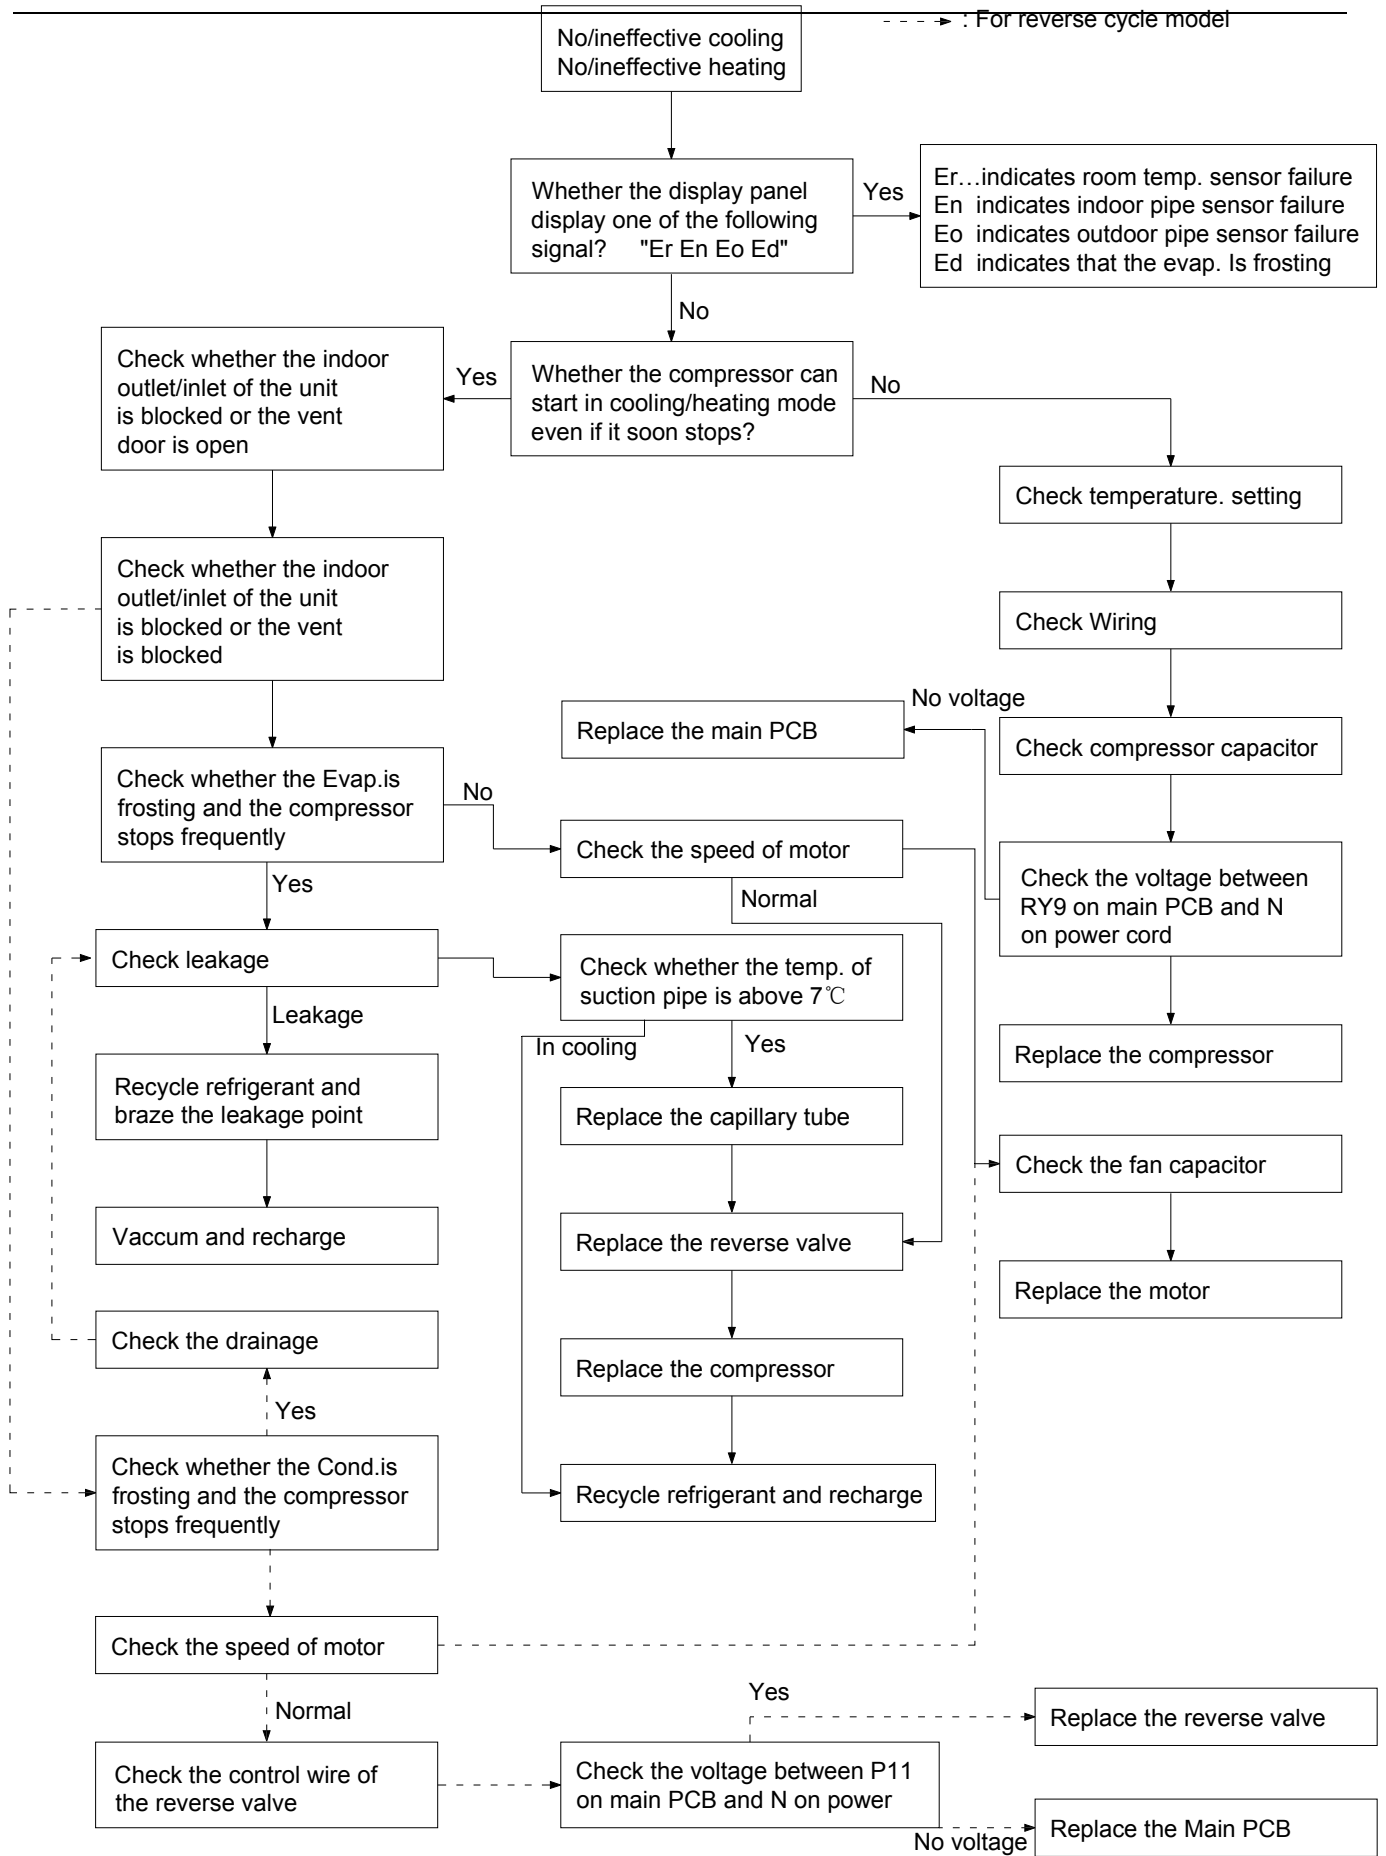 : For reverse cycle model
No/ineffective cooling
No/ineffective heating
Whether the display panel
display one of the following
signal? "Er En Eo Ed"
Yes
Er…indicates room temp. sensor failure
En indicates indoor pipe sensor failure
Eo indicates outdoor pipe sensor failure
Ed indicates that the evap. Is frosting
No
Check whether the indoor
outlet/inlet of the unit
is blocked or the vent
door is open
Yes
Whether the compressor can
start in cooling/heating mode
even if it soon stops?
No
Check temperature. setting
Check whether the indoor
outlet/inlet of the unit
is blocked or the vent
is blocked
Check Wiring
No voltage
Replace the main PCB
Check compressor capacitor
Check whether the Evap.is
frosting and the compressor
stops frequently
No
Check the speed of motor
Check the voltage between
RY9 on main PCB and N
on power cord
Yes
Normal
Check leakage
Check whether the temp. of
suction pipe is above 7℃
Leakage
In cooling
Yes
Replace the compressor
Recycle refrigerant and
braze the leakage point
Replace the capillary tube
Check the fan capacitor
Vaccum and recharge
Replace the reverse valve
Replace the motor
Check the drainage
Replace the compressor
Yes
Check whether the Cond.is
frosting and the compressor
stops frequently
Recycle refrigerant and recharge
Check the speed of motor
Normal
Yes
Replace the reverse valve
Check the control wire of
the reverse valve
Check the voltage between P11
on main PCB and N on power
No voltage
Replace the Main PCB